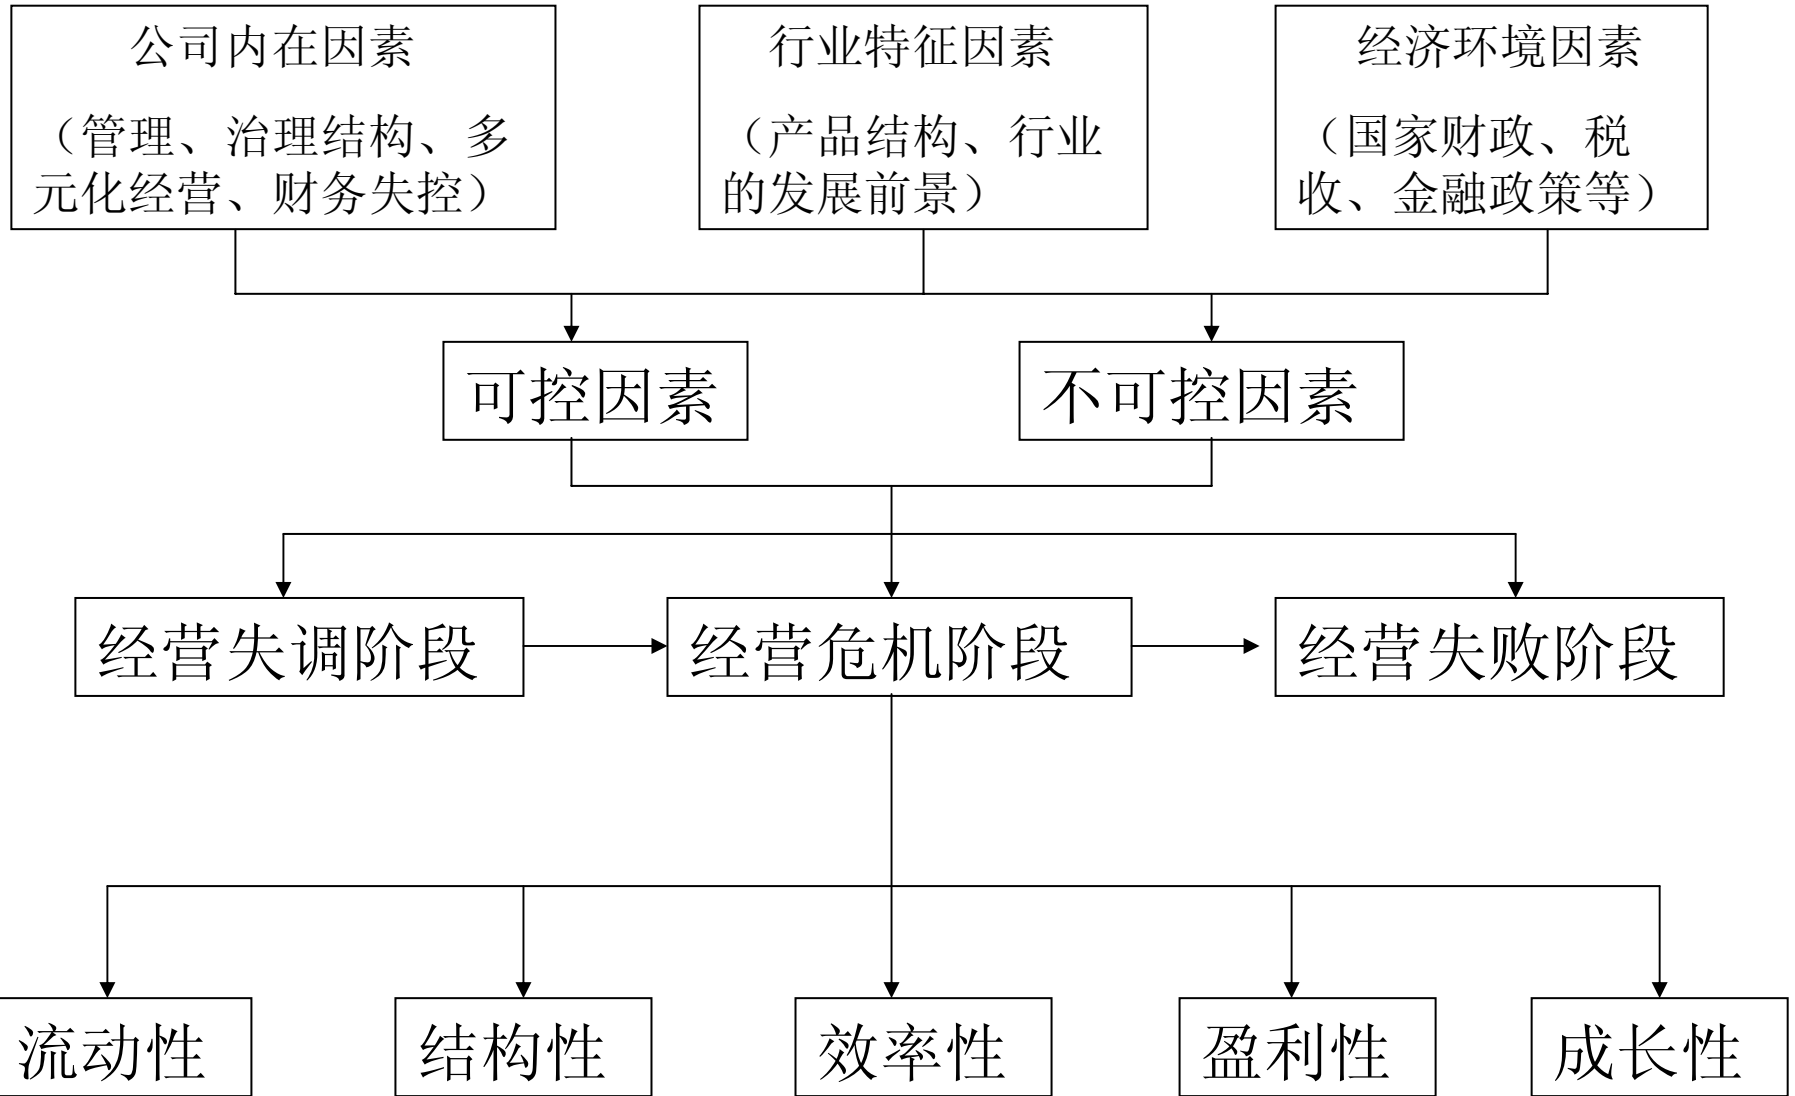 公司内在因素
（管理、治理结构、多
元化经营、财务失控）
行业特征因素
（产品结构、行业
的发展前景）
经济环境因素
（国家财政、税
收、金融政策等）
可控因素
不可控因素
经营失调阶段
经营危机阶段
经营失败阶段
流动性
结构性
效率性
盈利性
成长性